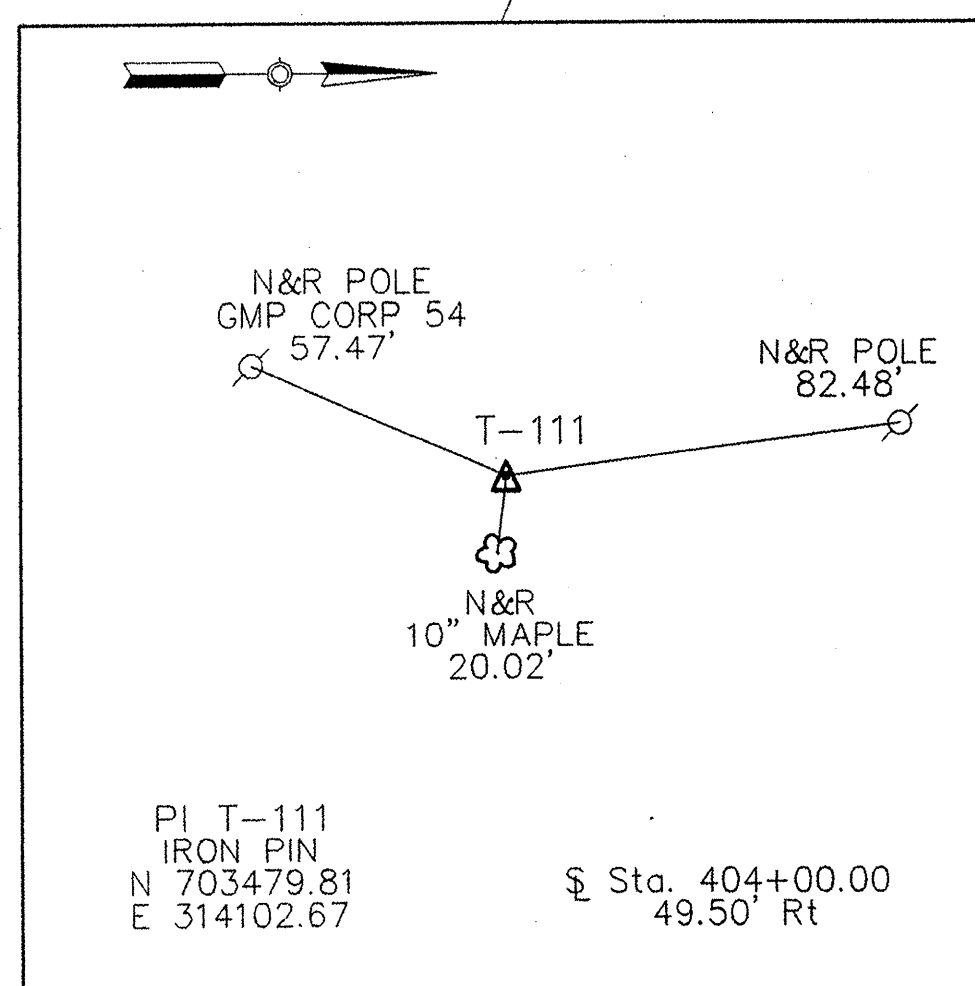 N&R POLE
GMP CORP 54
57.47'
N&R POLE
82.48'
T-111
N&R
10" MAPLE
20.02'
PI T-111
IRON PIN
N 703479.81
E 314102.67
℄ Sta. 404+00.00
49.50' Rt